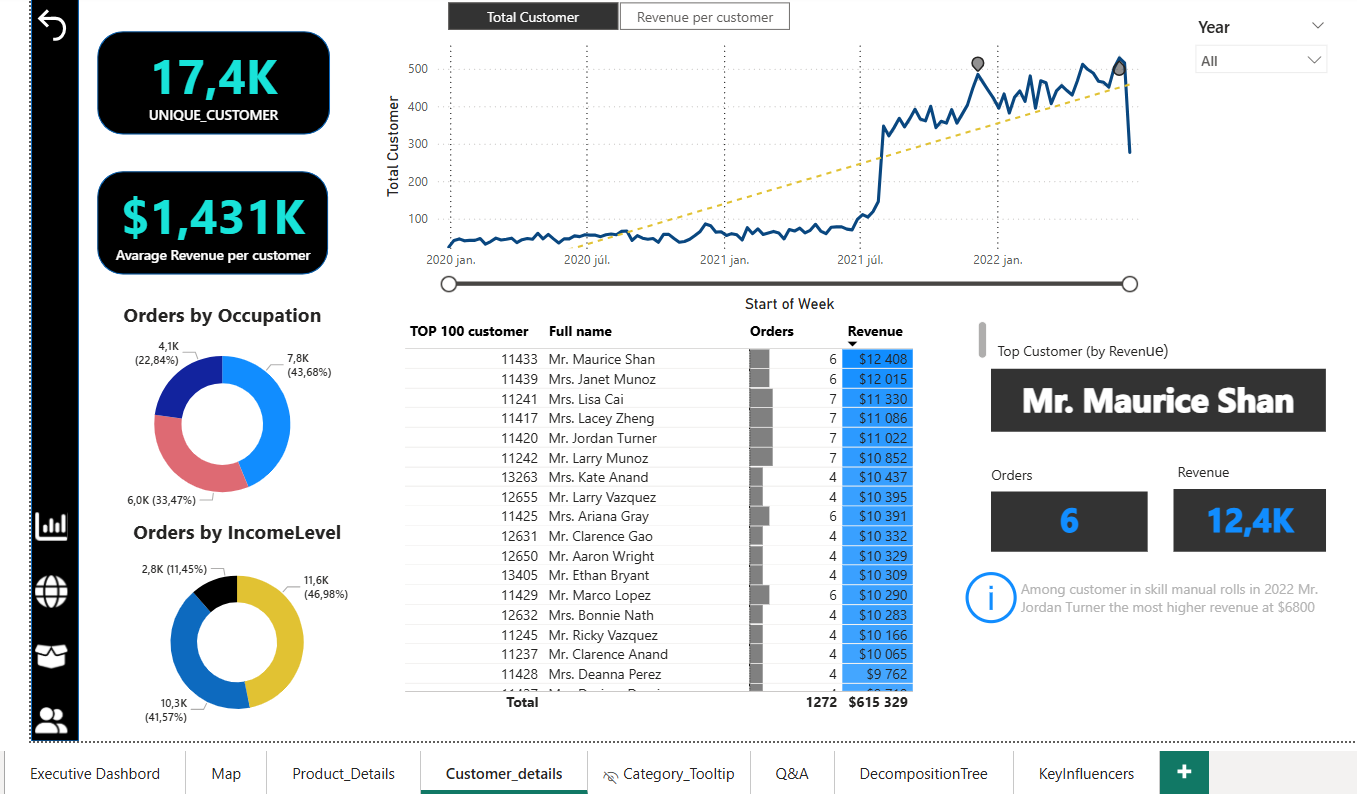 Total Customer
Revenue per customer
Year
All
17,4K
UNIQUE_CUSTOMER
$1,431K
Avarage Revenue per customer
Total Customer
500
400
300
200
100
2020 jan.
2020 júl.
2021 jan.
2021 júl.
2022 jan.
Start of Week
Orders by Occupation
4,1K
(22,84%)
7,8K
(43,68%)
6,0K (33,47%)
Orders by IncomeLevel
2,8K (11,45%)
11,6K
(46,98%)
10,3K
(41,57%)
TOP 100 customer Full name Orders Revenue
11433 Mr. Maurice Shan 6 $12 408
11439 Mrs. Janet Munoz 6 $12 015
11241 Mrs. Lisa Cai 7 $11 330
11417 Mrs. Lacey Zheng 7 $11 086
11420 Mr. Jordan Turner 7 $11 022
11242 Mr. Larry Munoz 7 $10 852
13263 Mrs. Kate Anand 4 $10 437
12655 Mr. Larry Vazquez 4 $10 395
11425 Mrs. Ariana Gray 6 $10 391
12631 Mr. Clarence Gao 4 $10 332
12650 Mr. Aaron Wright 4 $10 329
13405 Mr. Ethan Bryant 4 $10 309
11429 Mr. Marco Lopez 6 $10 290
12632 Mrs. Bonnie Nath 4 $10 283
11245 Mr. Ricky Vazquez 4 $10 166
11237 Mr. Clarence Anand 4 $10 065
11428 Mrs. Deanna Perez 4 $9 762
Total 1272 $615 329
Top Customer (by Revenue)
Mr. Maurice Shan
Orders
Revenue
6
12,4K
i
Among customer in skill manual rolls in 2022 Mr.
Jordan Turner the most higher revenue at $6800
Executive Dashbord
Map
Product_Details
Customer_details
Category_Tooltip
Q&A
DecompositionTree
KeyInfluencers
+